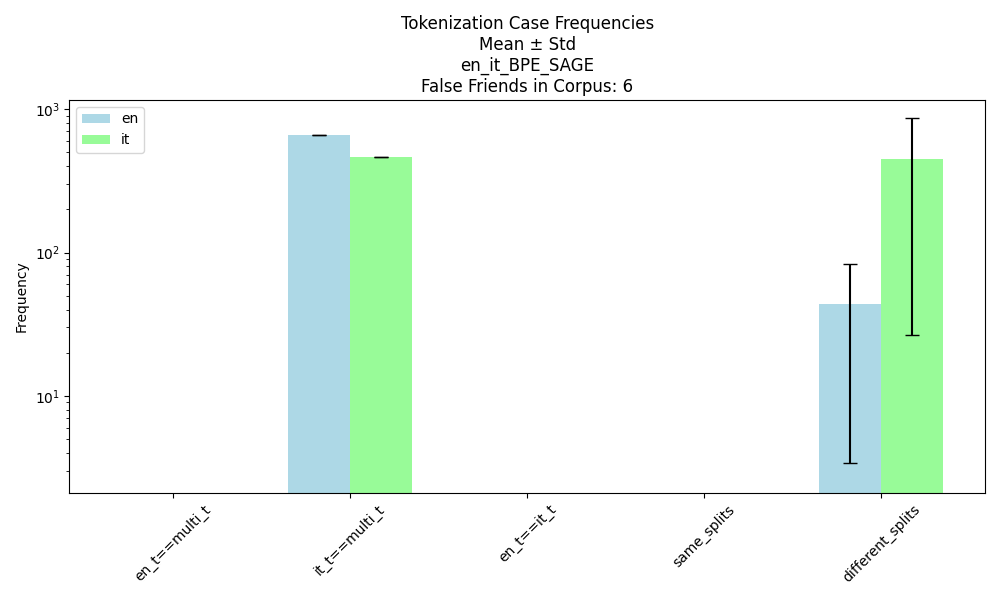 Tokenization Case Frequencies
Mean ± Std
en_it_BPE_SAGE
False Friends in Corpus: 6
en
it
Frequency
10³
10²
10¹
en_t==multi_t
it_t==multi_t
en_t==it_t
same_splits
different_splits